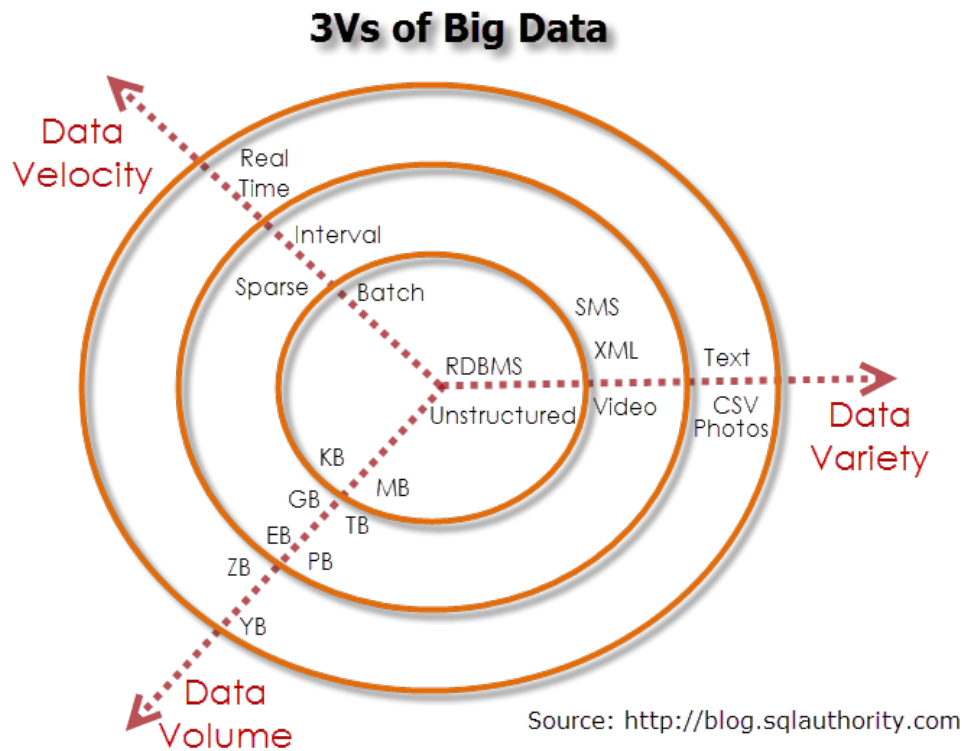 3Vs of Big Data
Data
Velocity
Real
Time
Interval
Sparse
Batch
SMS
XML
RDBMS
Text
Unstructured
Video
CSV
Photos
Data
Variety
KB
MB
GB
TB
EB
PB
ZB
YB
Data
Volume
Source: http://blog.sqlauthority.com